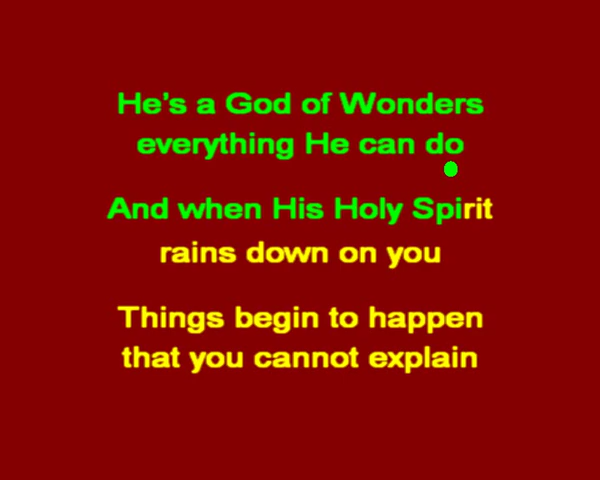 He's a God of Wonders
everything He can do
And when His Holy Spirit
rains down on you
Things begin to happen
that you cannot explain